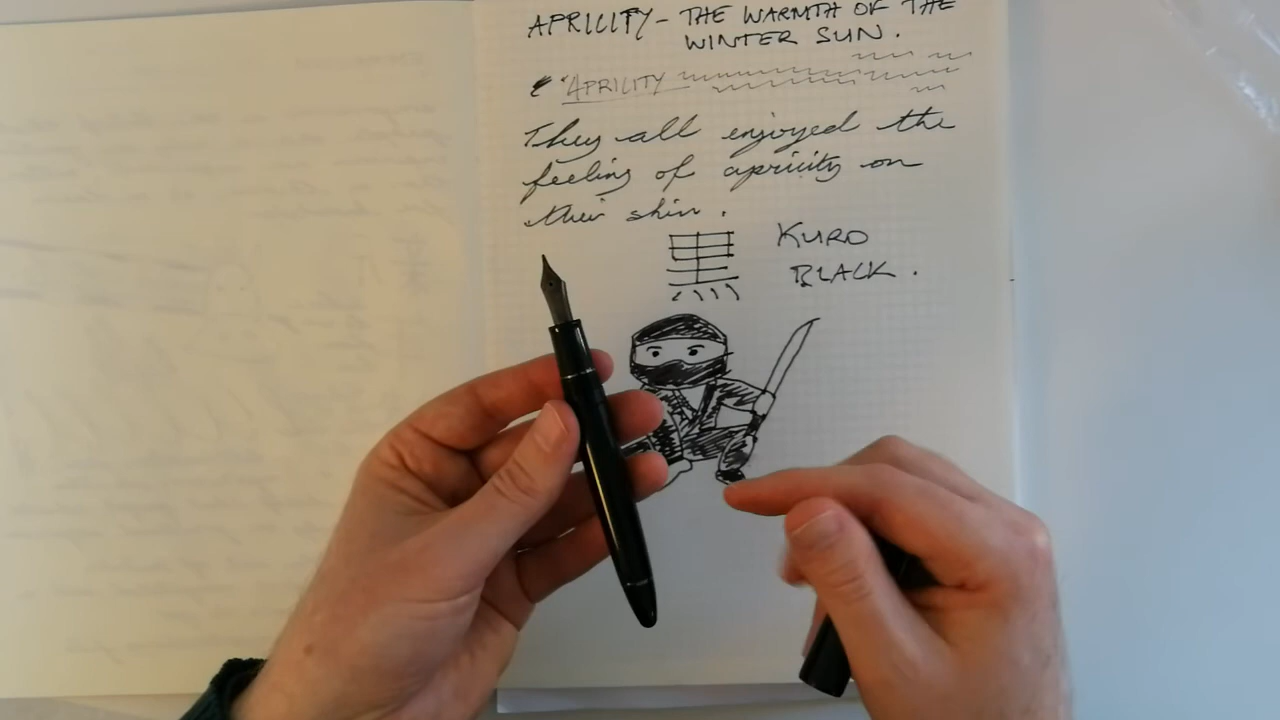 APRICITY - THE WARMTH OF THE
WINTER SUN.
"APRICITY
They all enjoyed the
feeling of apricity on
their skin.
黒 KURO
BLACK.